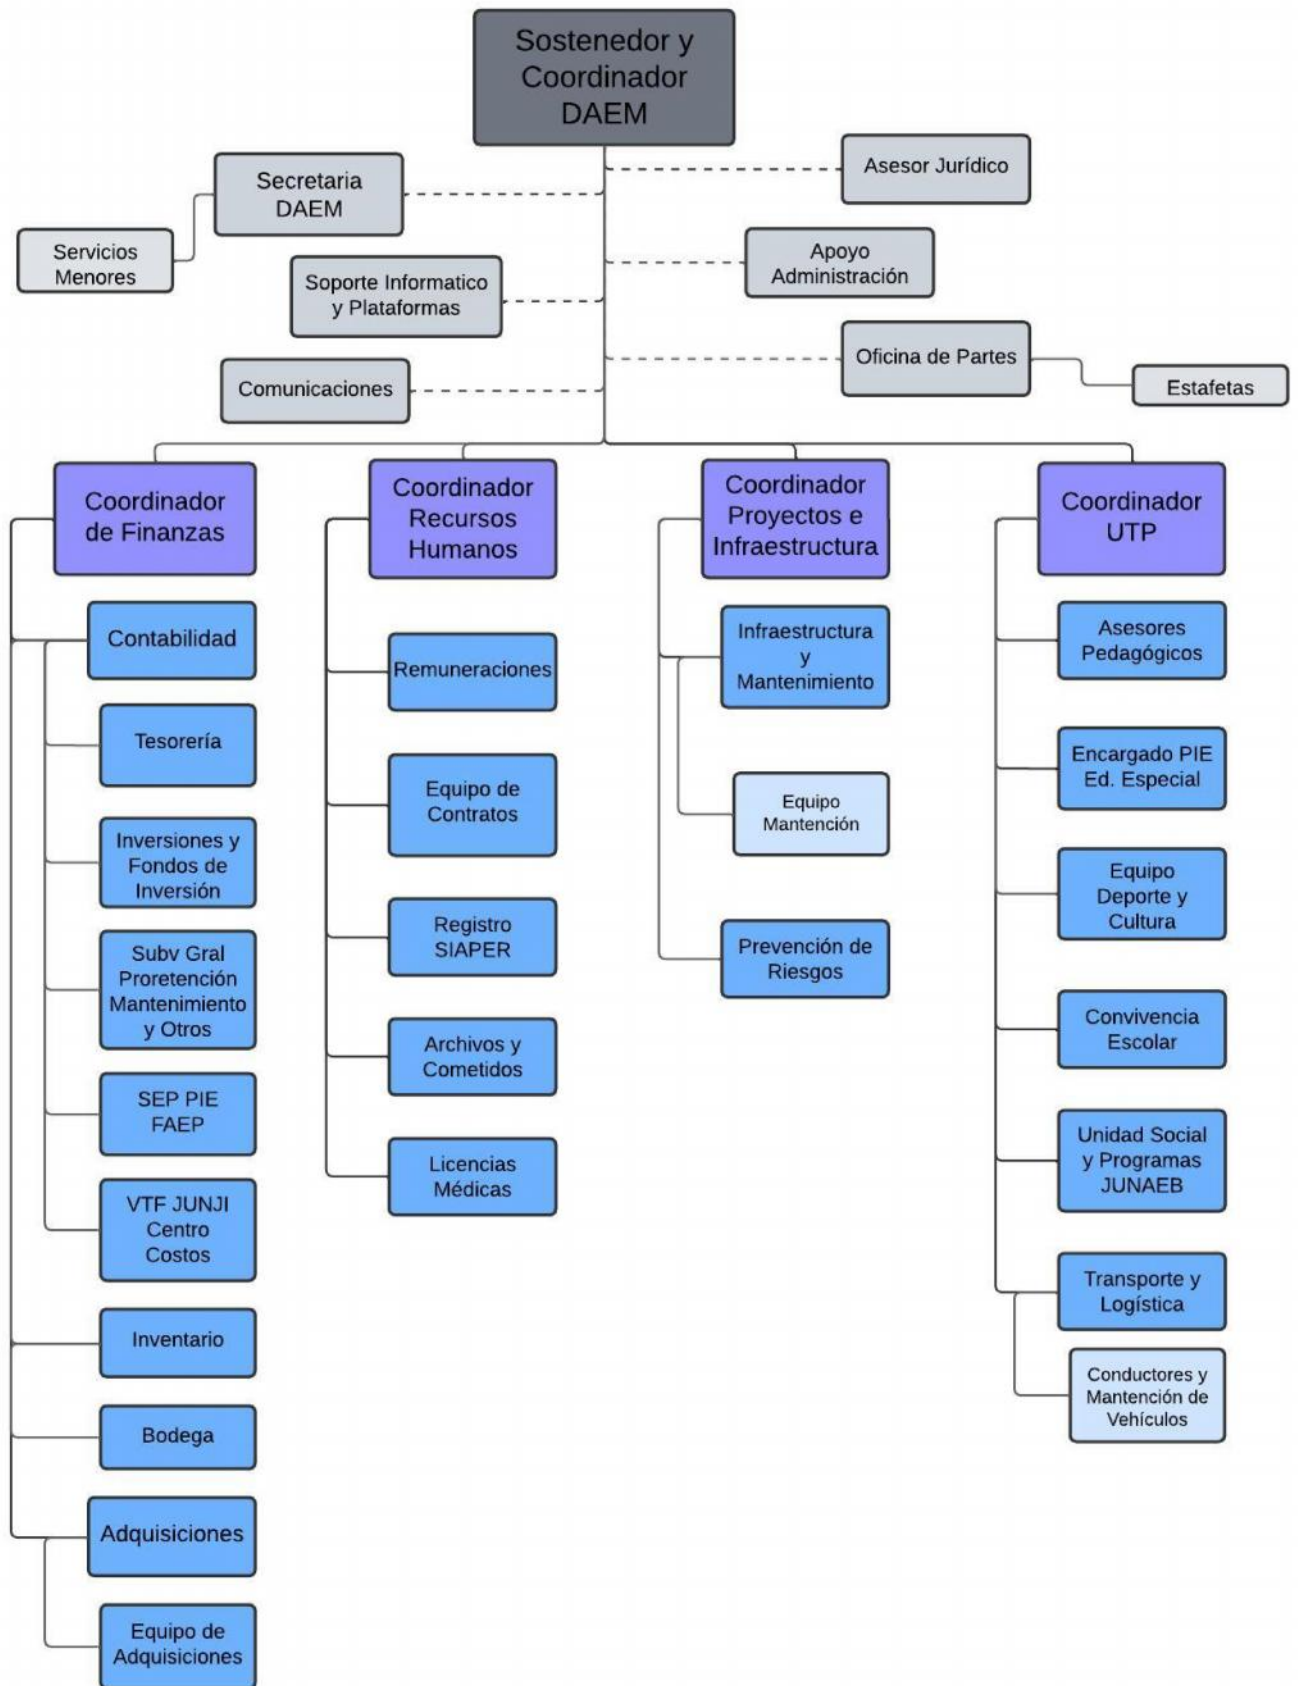 Sostenedor y
Coordinador
DAEM
Asesor Jurídico
Secretaria
DAEM
Servicios
Menores
Apoyo
Administración
Soporte Informatico
y Plataformas
Oficina de Partes
Comunicaciones
Estafetas
Coordinador
de Finanzas
Contabilidad
Tesorería
Inversiones y
Fondos de
Inversión
Subv Gral
Proretención
Mantenimiento
y Otros
SEP PIE
FAEP
VTF JUNJI
Centro
Costos
Inventario
Bodega
Adquisiciones
Equipo de
Adquisiciones
Coordinador
Recursos
Humanos
Remuneraciones
Equipo de
Contratos
Registro
SIAPER
Archivos y
Cometidos
Licencias
Médicas
Coordinador
Proyectos e
Infraestructura
Infraestructura
y
Mantenimiento
Equipo
Mantención
Prevención de
Riesgos
Coordinador
UTP
Asesores
Pedagógicos
Encargado PIE
Ed. Especial
Equipo
Deporte y
Cultura
Convivencia
Escolar
Unidad Social
y Programas
JUNAEB
Transporte y
Logística
Conductores y
Mantención de
Vehículos